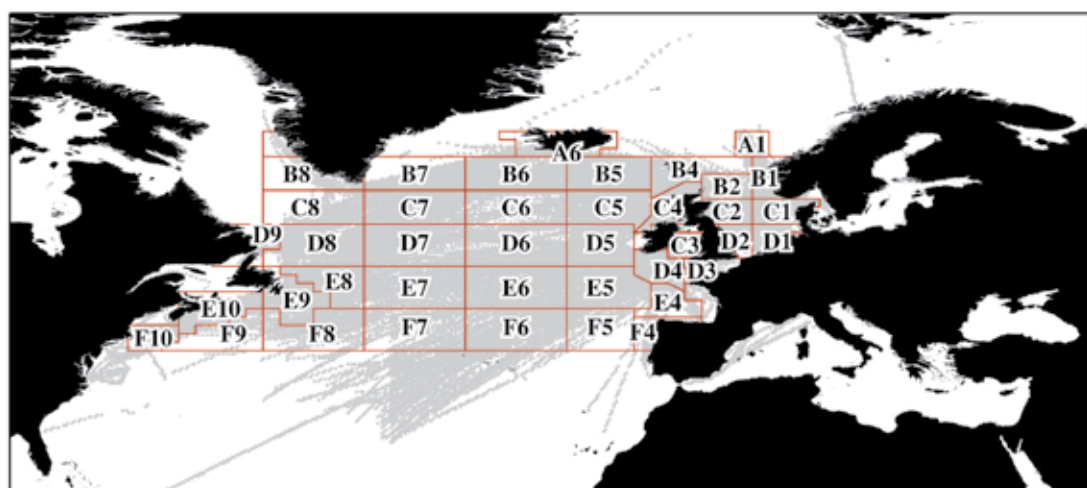 A1
A6
B8 B7 B6 B5 B4 B2 B1
C8 C7 C6 C5 C4 C2 C1
D9 D8 D7 D6 D5 C3 D2 D1
E8 E7 E6 E5 D4 D3
E10 E9 E4
F10 F9 F8 F7 F6 F5 F4